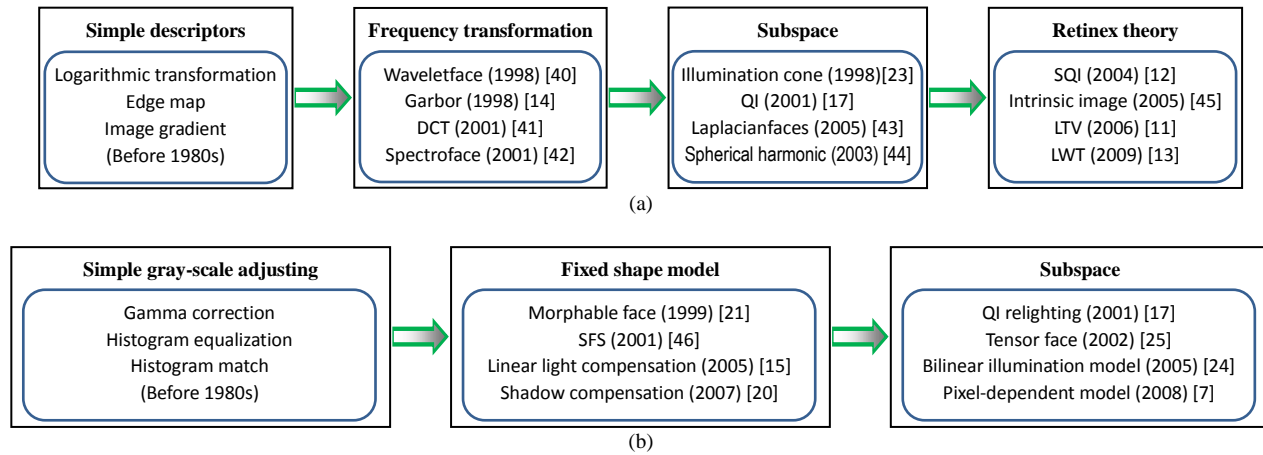 Simple descriptors
Logarithmic transformation
Edge map
Image gradient
(Before 1980s)
Frequency transformation
Waveletface (1998) [40]
Garbor (1998) [14]
DCT (2001) [41]
Spectroface (2001) [42]
Subspace
Illumination cone (1998)[23]
QI (2001) [17]
Laplacianfaces (2005) [43]
Spherical harmonic (2003) [44]
Retinex theory
SQI (2004) [12]
Intrinsic image (2005) [45]
LTV (2006) [11]
LWT (2009) [13]
(a)
Simple gray-scale adjusting
Gamma correction
Histogram equalization
Histogram match
(Before 1980s)
Fixed shape model
Morphable face (1999) [21]
SFS (2001) [46]
Linear light compensation (2005) [15]
Shadow compensation (2007) [20]
Subspace
QI relighting (2001) [17]
Tensor face (2002) [25]
Bilinear illumination model (2005) [24]
Pixel-dependent model (2008) [7]
(b)